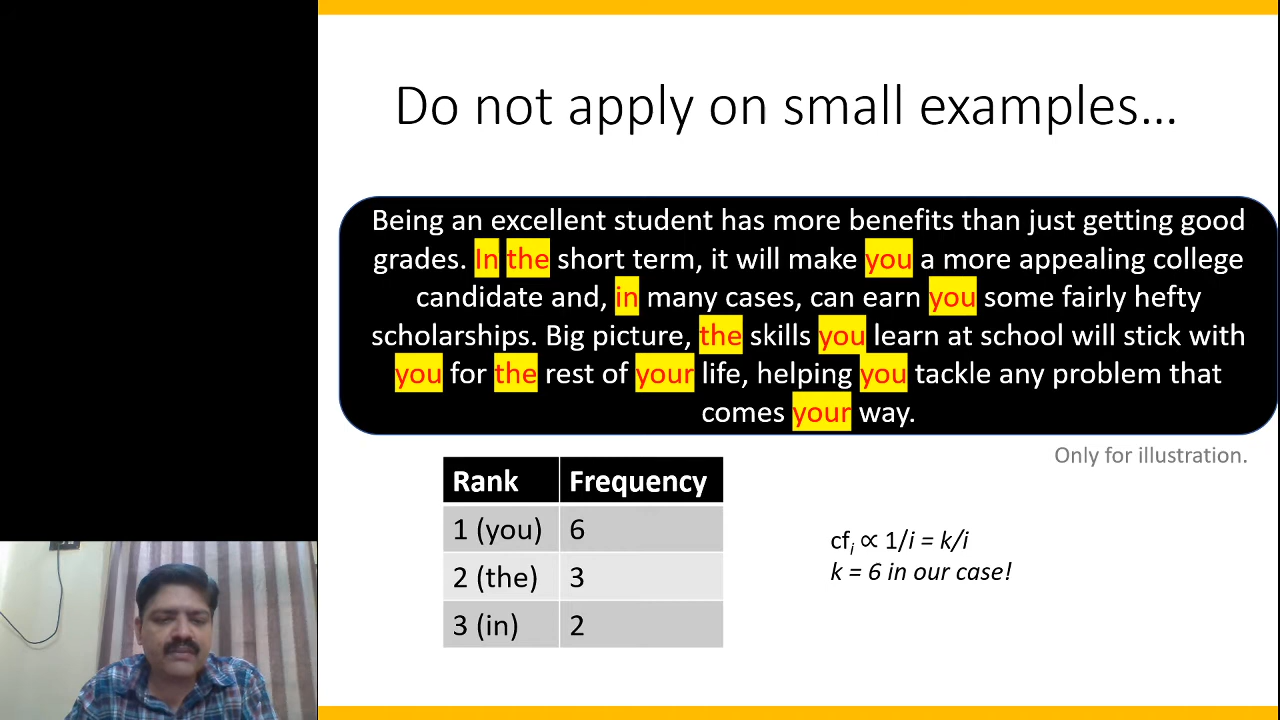 Do not apply on small examples...
Being an excellent student has more benefits than just getting good
grades. In the short term, it will make you a more appealing college
candidate and, in many cases, can earn you some fairly hefty
scholarships. Big picture, the skills you learn at school will stick with
you for the rest of your life, helping you tackle any problem that
comes your way.
Only for illustration.
Rank Frequency
1 (you) 6
2 (the) 3
3 (in) 2
cfᵢ ∝ 1/i = k/i
k = 6 in our case!